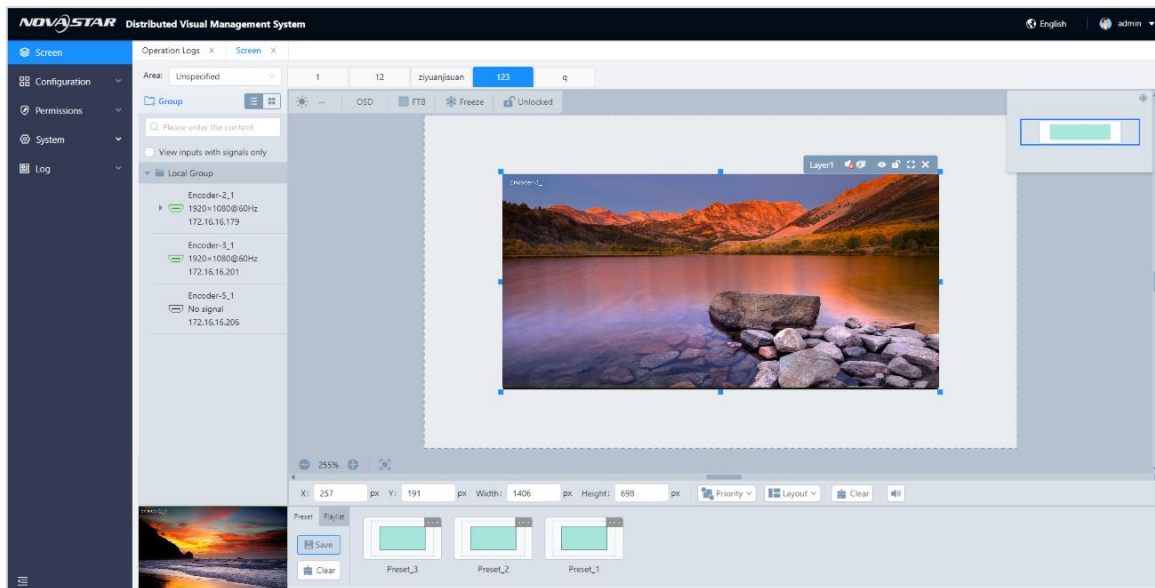 NOVASTAR Distributed Visual Management System
English admin
Screen
Configuration
Permissions
System
Log
Operation Logs × Screen ×
Area: Unspecified
1 12 ziyuanjisuan 123 q
Group
-- OSD FTB Freeze Unlocked
Please enter the content
View inputs with signals only
Local Group
Encoder-2_1
1920×1080@60Hz
172.16.16.179
Encoder-3_1
1920×1080@60Hz
172.16.16.201
Encoder-5_1
No signal
172.16.16.206
Layer1
255%
X: 257 px Y: 191 px Width: 1406 px Height: 698 px Priority Layout Clear
Preset Playlist
Save
Clear
Preset_3 Preset_2 Preset_1